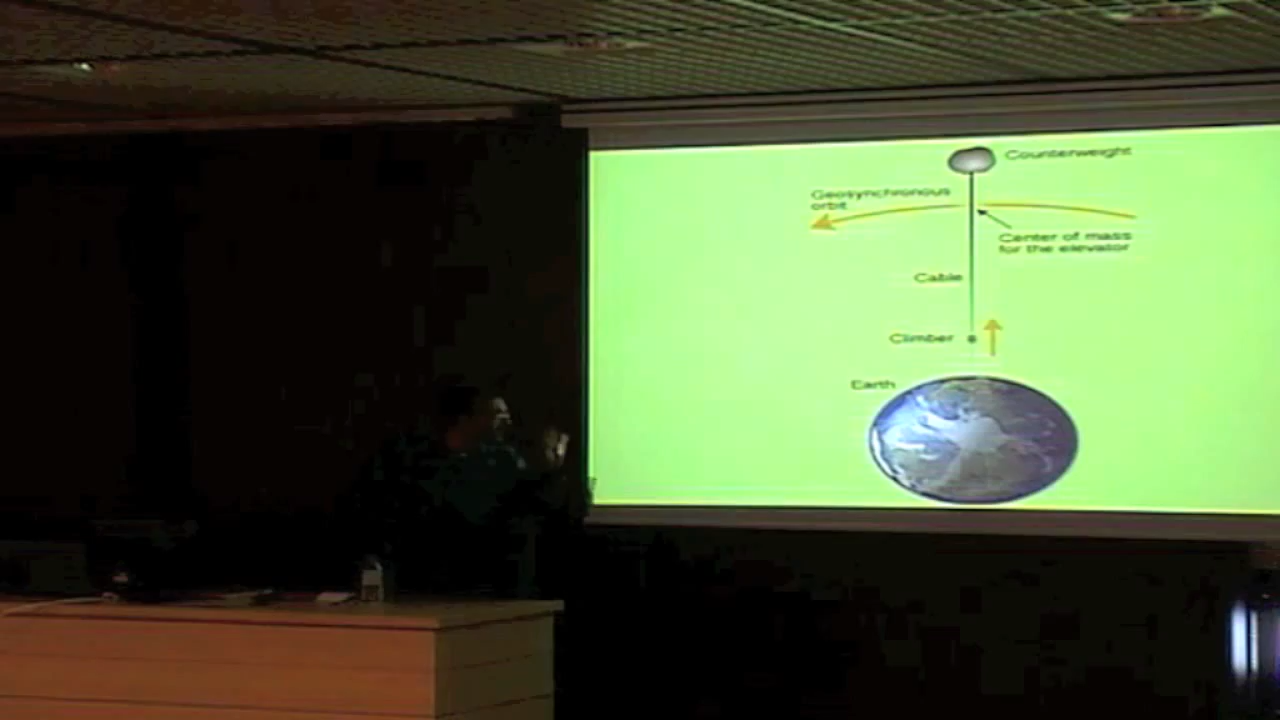 Counterweight
Geosynchronous
orbit
Center of mass
for the elevator
Cable
Climber
Earth